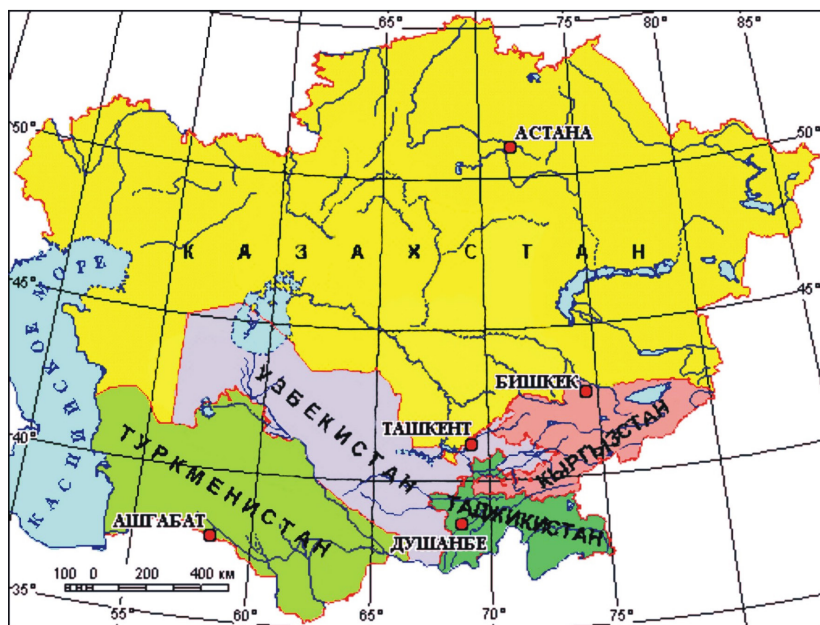 65° 70° 75° 80° 85°
50° АСТАНА 50°
КАЗАХСТАН
КАСПИЙСКОЕ МОРЕ
45° 45°
БИШКЕК
УЗБЕКИСТАН
ТАШКЕНТ
КЫРГЫЗСТАН
40° 40°
ТУРКМЕНИСТАН
ТАДЖИКИСТАН
АШГАБАТ
ДУШАНБЕ
35° 100 0 200 400 км
55° 60° 65° 70° 75°